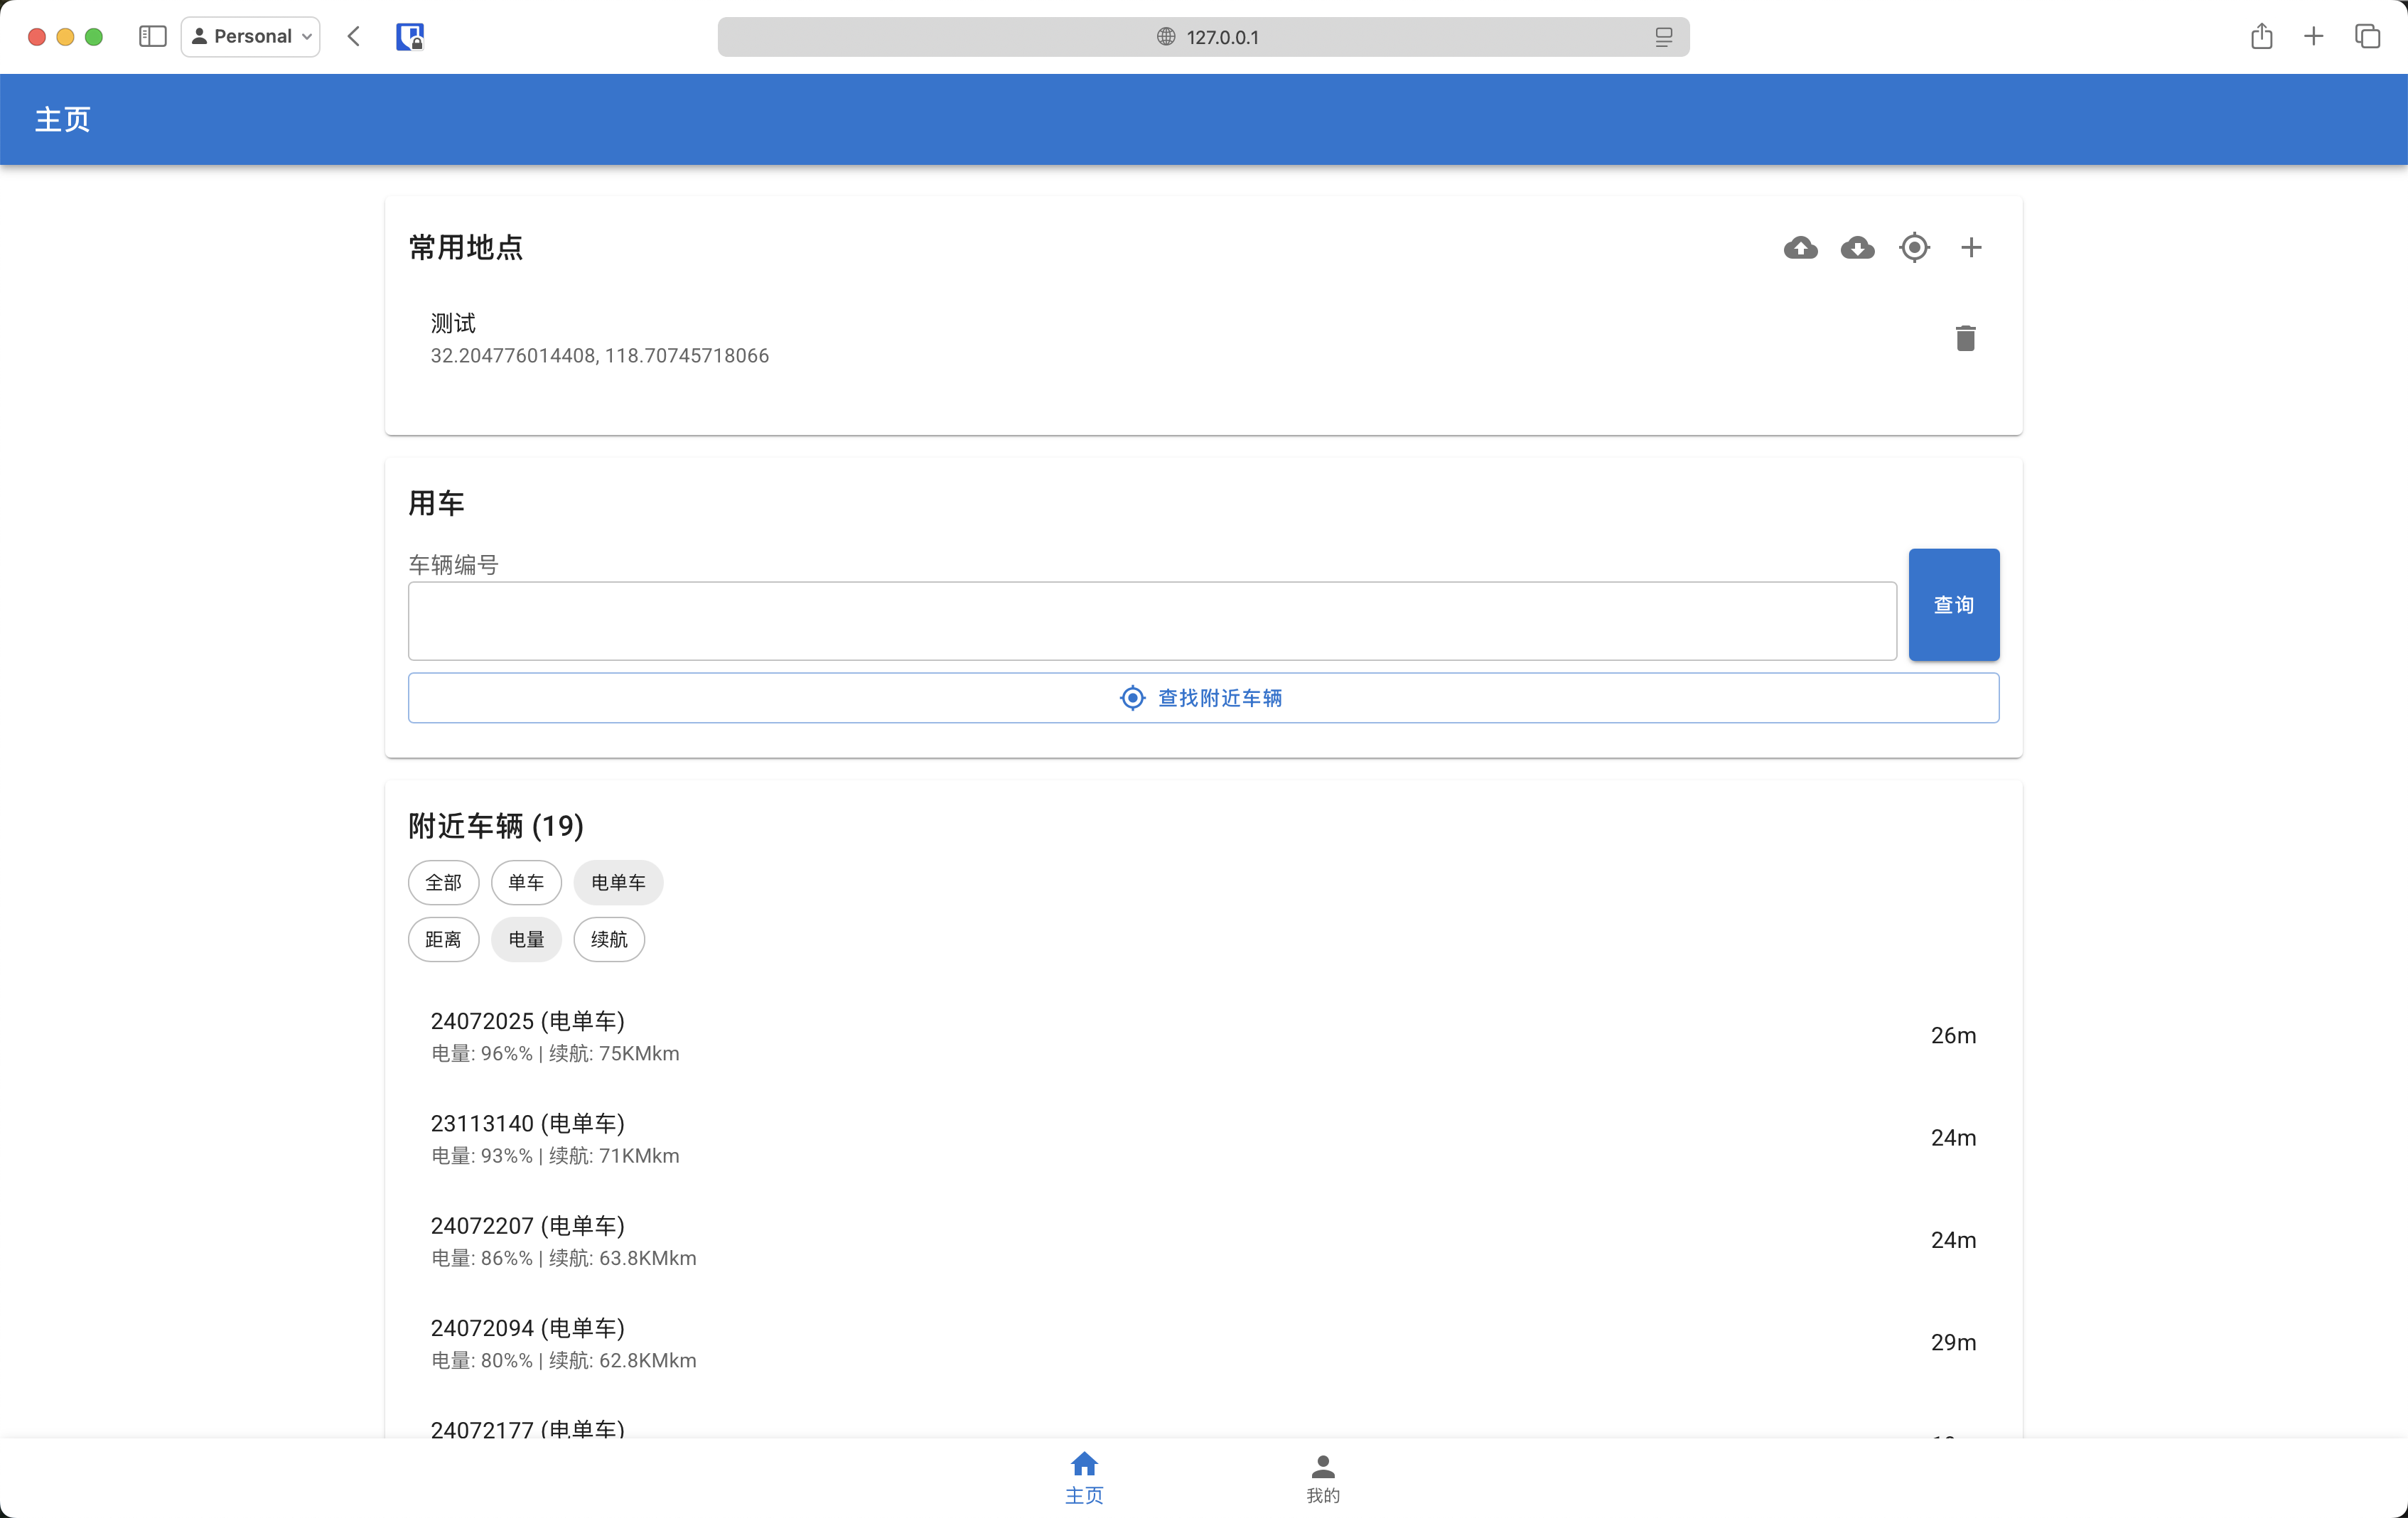 Personal
127.0.0.1
主页
常用地点
测试
32.204776014408, 118.70745718066
用车
车辆编号
查询
查找附近车辆
附近车辆 (19)
全部 单车 电单车
距离 电量 续航
24072025 (电单车)
电量: 96%% | 续航: 75KMkm
26m
23113140 (电单车)
电量: 93%% | 续航: 71KMkm
24m
24072207 (电单车)
电量: 86%% | 续航: 63.8KMkm
24m
24072094 (电单车)
电量: 80%% | 续航: 62.8KMkm
29m
24072177 (电单车)
主页
我的